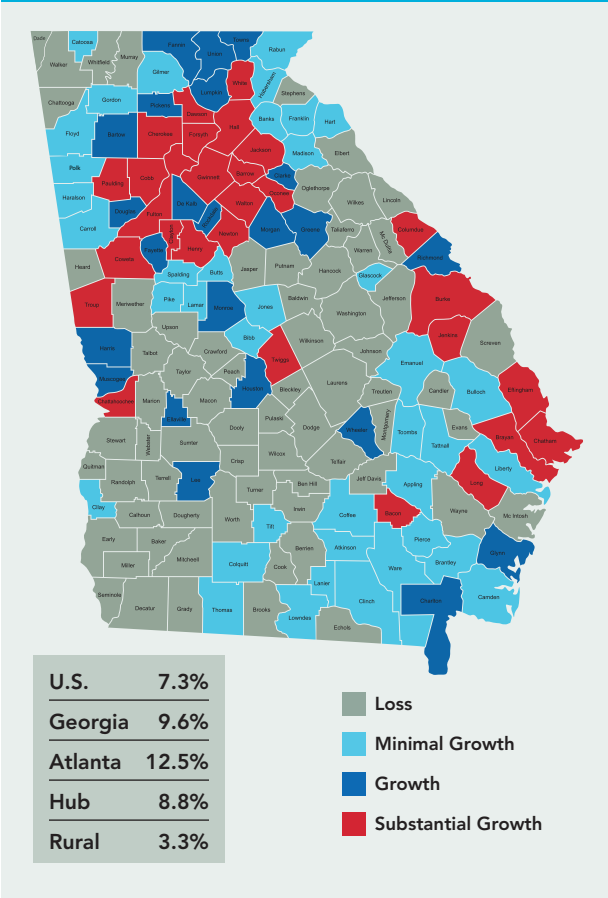 Dade
Catoosa
Fannin
Union
Towns
Rabun
Walker
Whitfield
Murray
Gilmer
White
Habersham
Stephens
Lumpkin
Chattooga
Gordon
Pickens
Dawson
Banks
Franklin
Hart
Floyd
Bartow
Cherokee
Forsyth
Hall
Jackson
Madison
Elbert
Polk
Paulding
Cobb
Gwinnett
Barrow
Clarke
Oglethorpe
Oconee
Haralson
Douglas
Fulton
De Kalb
Rockdale
Walton
Wilkes
Lincoln
Carroll
Fayette
Clayton
Henry
Newton
Morgan
Greene
Taliaferro
Mc Duffie
Columbus
Heard
Coweta
Spalding
Butts
Jasper
Putnam
Hancock
Warren
Glascock
Richmond
Troup
Meriwether
Pike
Lamar
Monroe
Jones
Baldwin
Washington
Jefferson
Burke
Upson
Bibb
Twiggs
Wilkinson
Johnson
Jenkins
Screven
Harris
Talbot
Crawford
Taylor
Peach
Houston
Bleckley
Laurens
Treutlen
Emanuel
Candler
Bulloch
Effingham
Chattahoochee
Marion
Macon
Pulaski
Dodge
Wheeler
Montgomery
Toombs
Tattnall
Evans
Bryan
Chatham
Stewart
Webster
Sumter
Dooly
Wilcox
Telfair
Jeff Davis
Appling
Long
Liberty
Quitman
Randolph
Terrell
Lee
Crisp
Turner
Ben Hill
Irwin
Coffee
Bacon
Wayne
Mc Intosh
Clay
Calhoun
Dougherty
Worth
Tift
Pierce
Early
Baker
Miller
Colquitt
Berrien
Cook
Atkinson
Ware
Brantley
Glynn
Seminole
Decatur
Grady
Thomas
Brooks
Lowndes
Lanier
Clinch
Echols
Charlton
Camden
U.S. 7.3%
Georgia 9.6%
Atlanta 12.5%
Hub 8.8%
Rural 3.3%
Loss
Minimal Growth
Growth
Substantial Growth